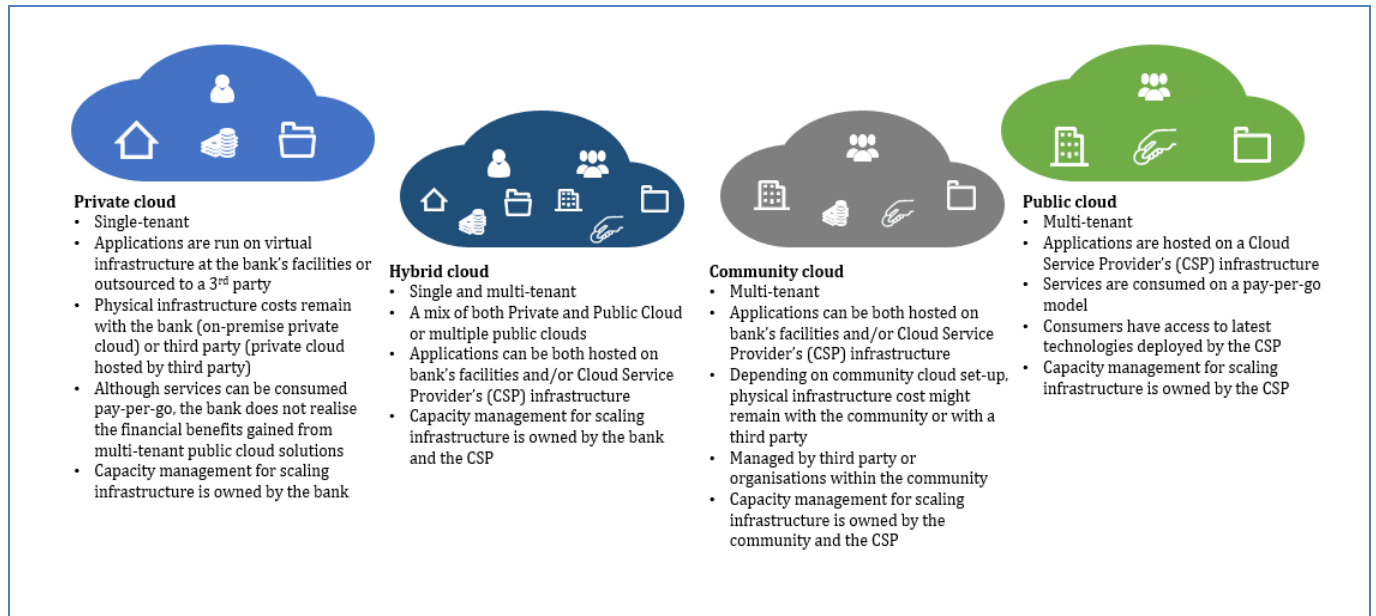 Private cloud
• Single-tenant
• Applications are run on virtual
infrastructure at the bank's facilities or
outsourced to a 3rd party
• Physical infrastructure costs remain
with the bank (on-premise private
cloud) or third party (private cloud
hosted by third party)
• Although services can be consumed
pay-per-go, the bank does not realise
the financial benefits gained from
multi-tenant public cloud solutions
• Capacity management for scaling
infrastructure is owned by the bank
Hybrid cloud
• Single and multi-tenant
• A mix of both Private and Public Cloud
or multiple public clouds
• Applications can be both hosted on
bank's facilities and/or Cloud Service
Provider's (CSP) infrastructure
• Capacity management for scaling
infrastructure is owned by the bank
and the CSP
Community cloud
• Multi-tenant
• Applications can be both hosted on
bank's facilities and/or Cloud Service
Provider's (CSP) infrastructure
• Depending on community cloud set-up,
physical infrastructure cost might
remain with the community or with a
third party
• Managed by third party or
organisations within the community
• Capacity management for scaling
infrastructure is owned by the
community and the CSP
Public cloud
• Multi-tenant
• Applications are hosted on a Cloud
Service Provider's (CSP) infrastructure
• Services are consumed on a pay-per-go
model
• Consumers have access to latest
technologies deployed by the CSP
• Capacity management for scaling
infrastructure is owned by the CSP